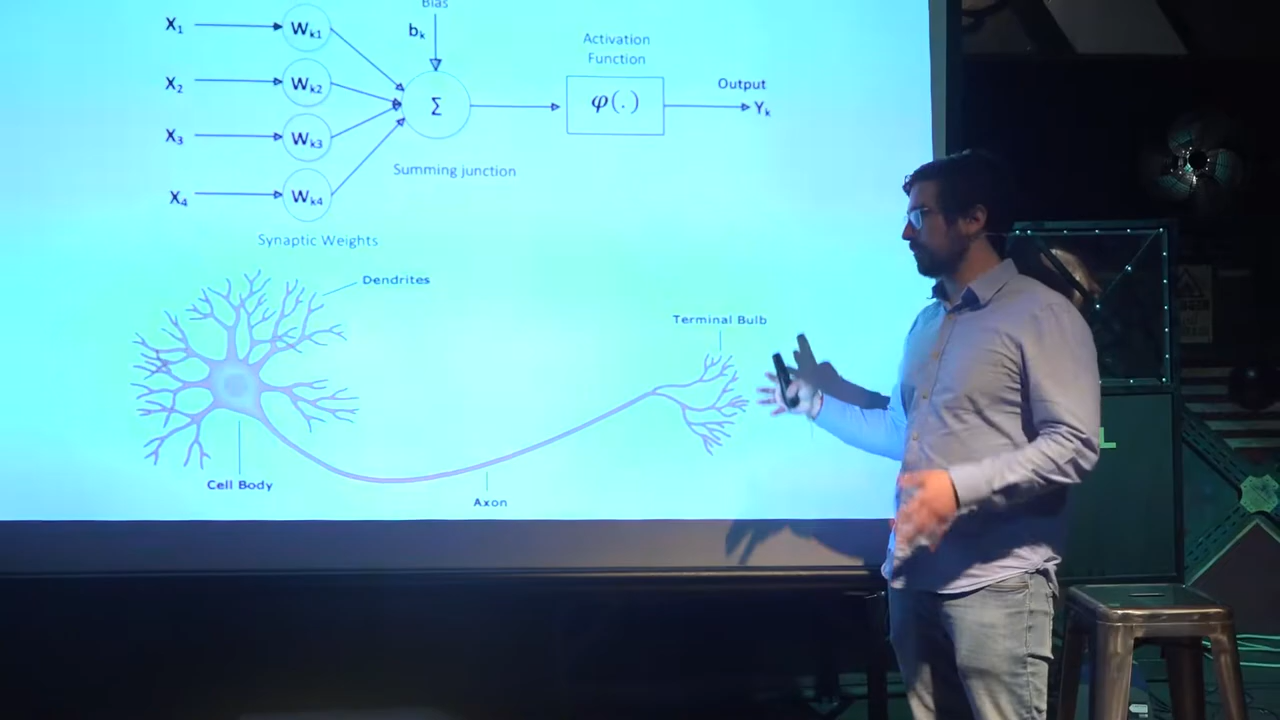 Bias
X₁
Wk1
bk
Activation
Function
X₂
Wk2
Σ
φ(.)
Output
Yk
X₃
Wk3
Summing junction
X₄
Wk4
Synaptic Weights
Dendrites
Terminal Bulb
Cell Body
Axon
L